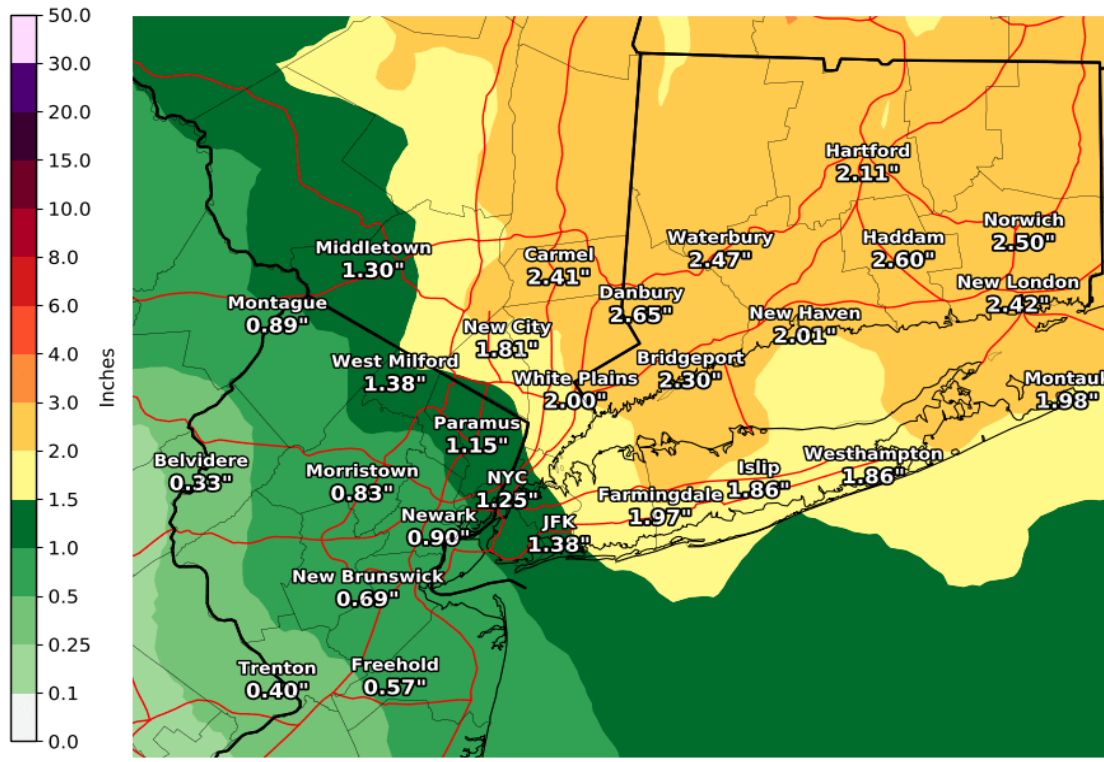 50.0
30.0
20.0
15.0
10.0
8.0
6.0
4.0
3.0
2.0
1.5
1.0
0.5
0.25
0.1
0.0
Inches
Hartford
2.11"
Norwich
2.50"
Waterbury
2.47"
Haddam
2.60"
Middletown
1.30"
Carmel
2.41"
New London
2.42"
Danbury
2.65"
Montague
0.89"
New Haven
2.01"
New City
1.81"
Bridgeport
2.30"
West Milford
1.38"
White Plains
2.00"
Montauk
1.98"
Paramus
1.15"
Westhampton
1.86"
Belvidere
0.33"
Morristown
0.83"
Islip
1.86"
NYC
1.25"
Farmingdale
1.97"
Newark
0.90"
JFK
1.38"
New Brunswick
0.69"
Trenton
0.40"
Freehold
0.57"